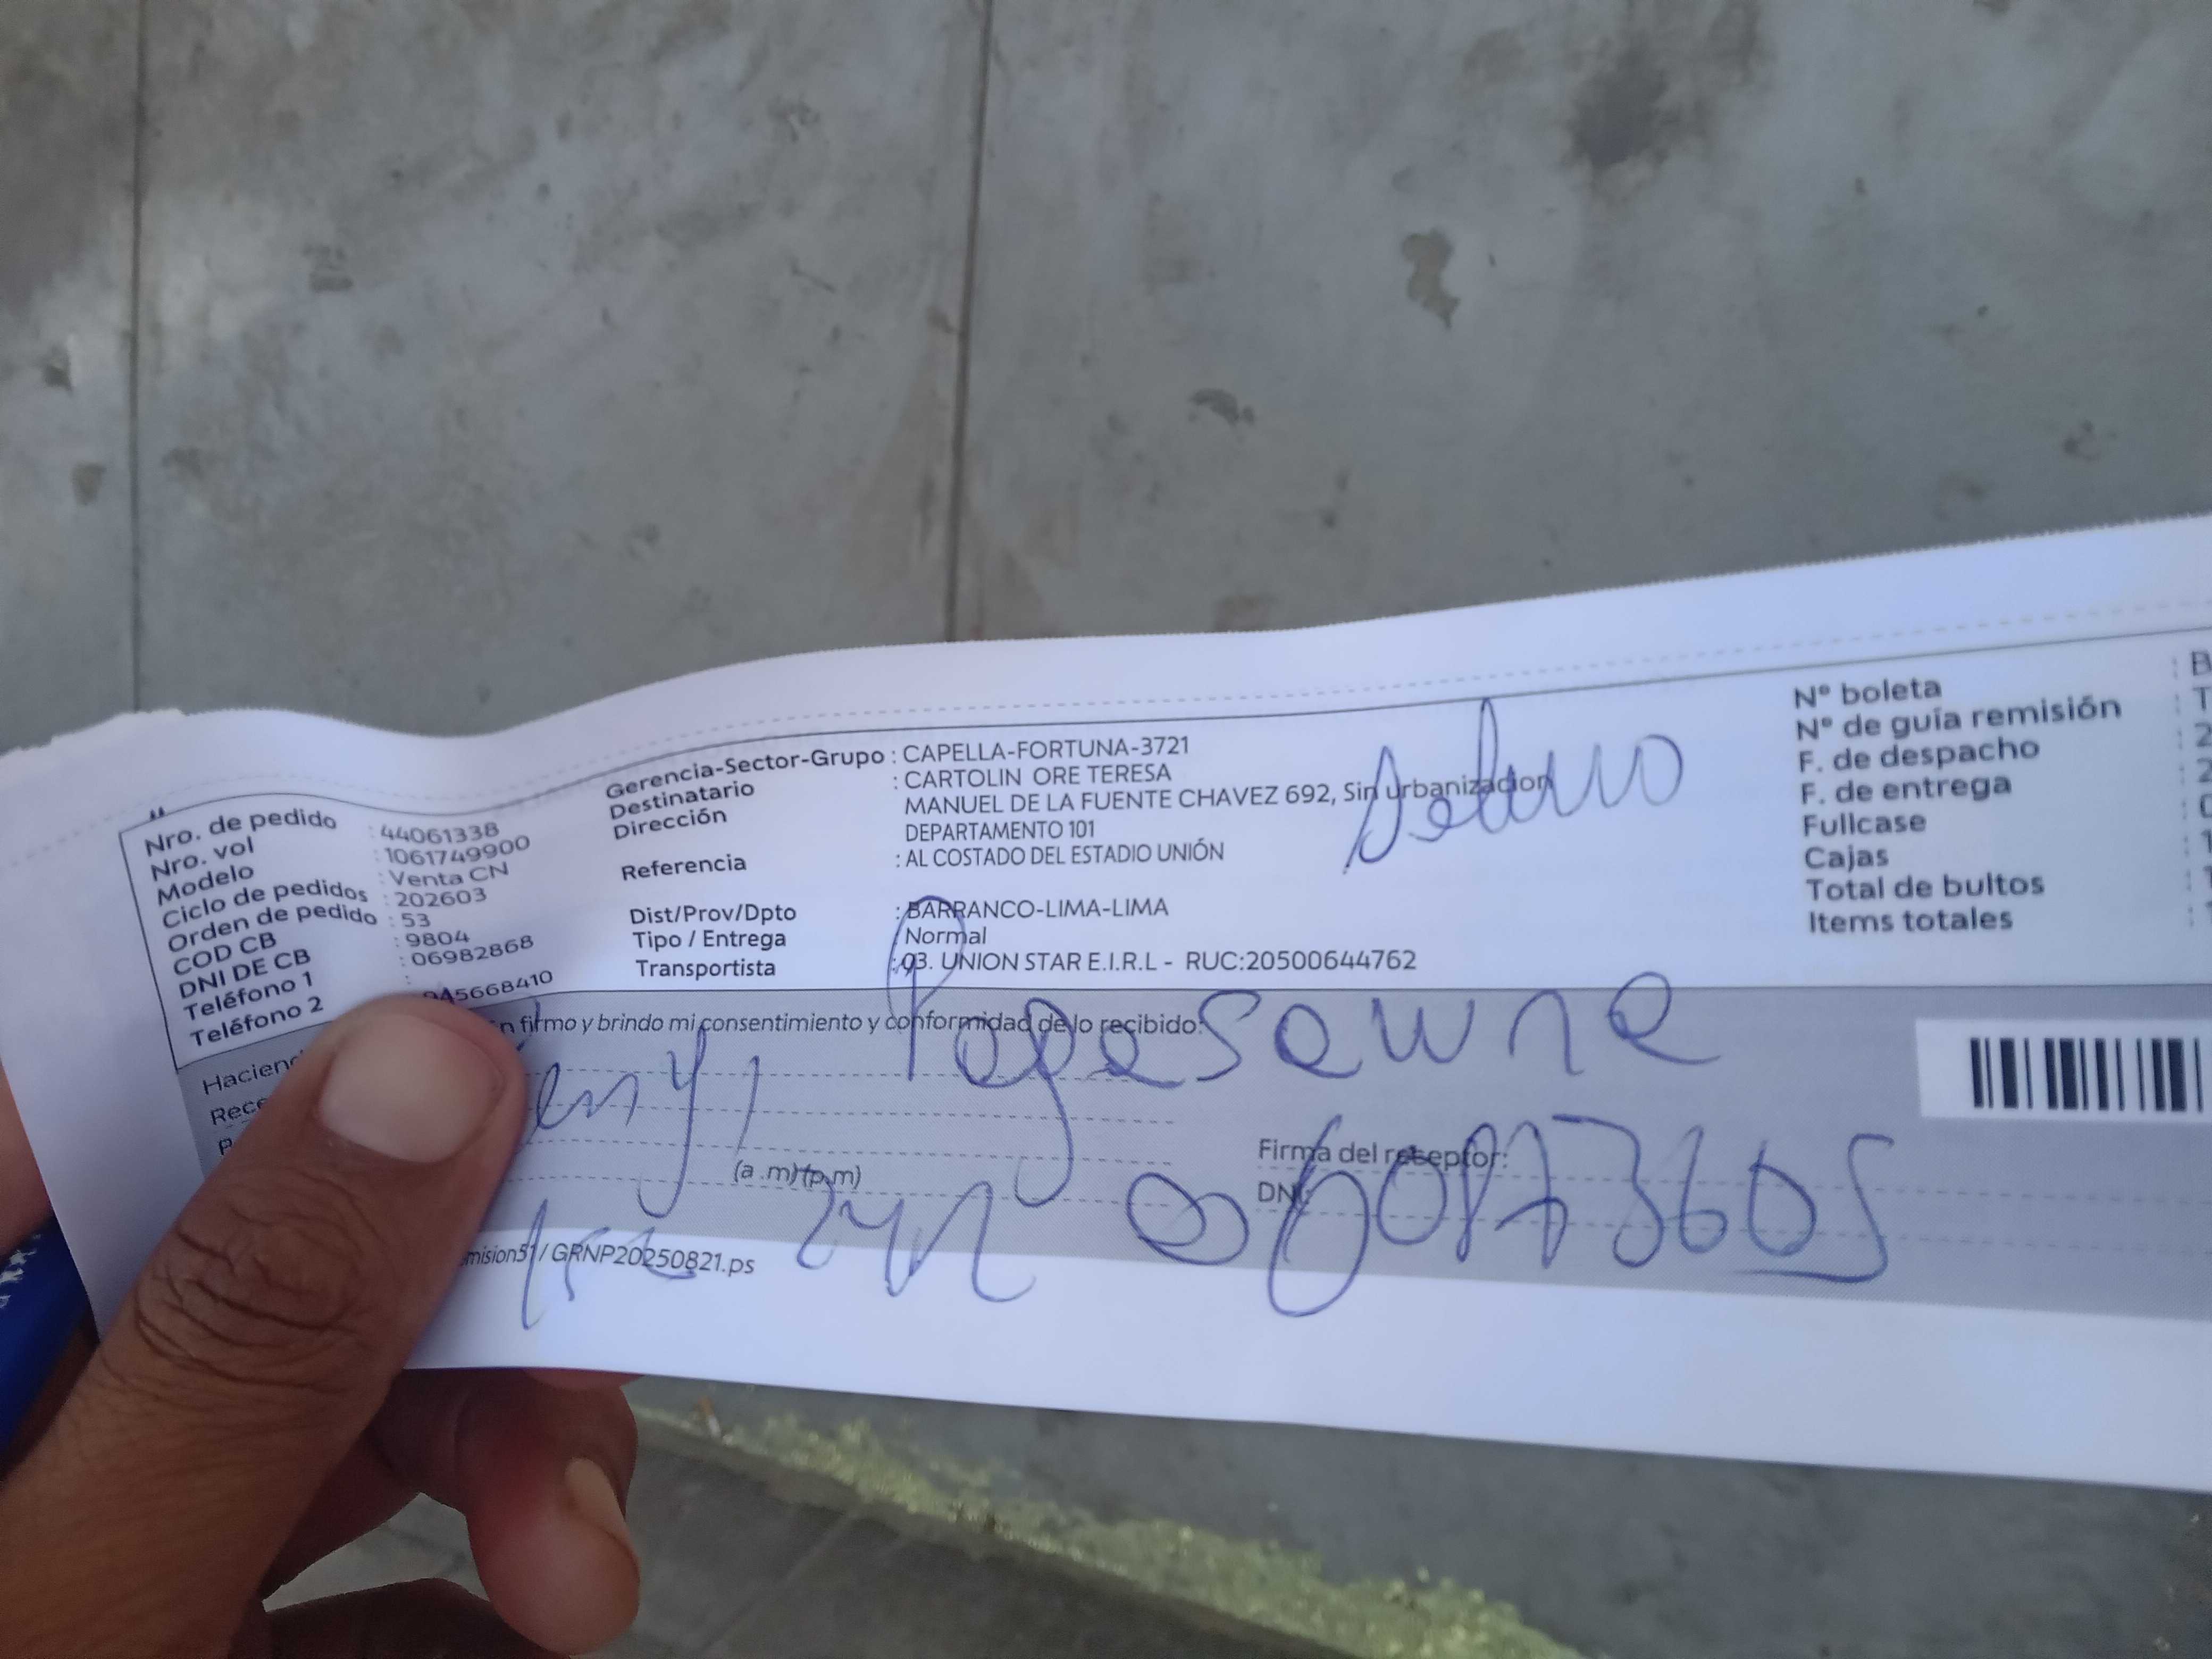 Nro. de pedido : 44061338
Nro. vol : 1061749900
Modelo : Venta CN
Ciclo de pedidos : 202603
Orden de pedido : 53
COD CB : 9804
DNI DE CB : 06982868
Teléfono 1 :
Teléfono 2 945668410
Gerencia-Sector-Grupo : CAPELLA-FORTUNA-3721
Destinatario : CARTOLIN ORE TERESA
Dirección MANUEL DE LA FUENTE CHAVEZ 692, Sin urbanizacion
DEPARTAMENTO 101
Referencia : AL COSTADO DEL ESTADIO UNIÓN
Dist/Prov/Dpto : BARRANCO-LIMA-LIMA
Tipo / Entrega : Normal
Transportista : 03. UNION STAR E.I.R.L - RUC:20500644762
Nº boleta : B
Nº de guía remisión : T
F. de despacho : 2
F. de entrega : 2
Fullcase
Cajas : 1
Total de bultos : 1
Items totales
firmo y brindo mi consentimiento y conformidad de lo recibido:
(a .m) (p.m)
Firma del receptor:
DNI:
/ GRNP20250821.ps